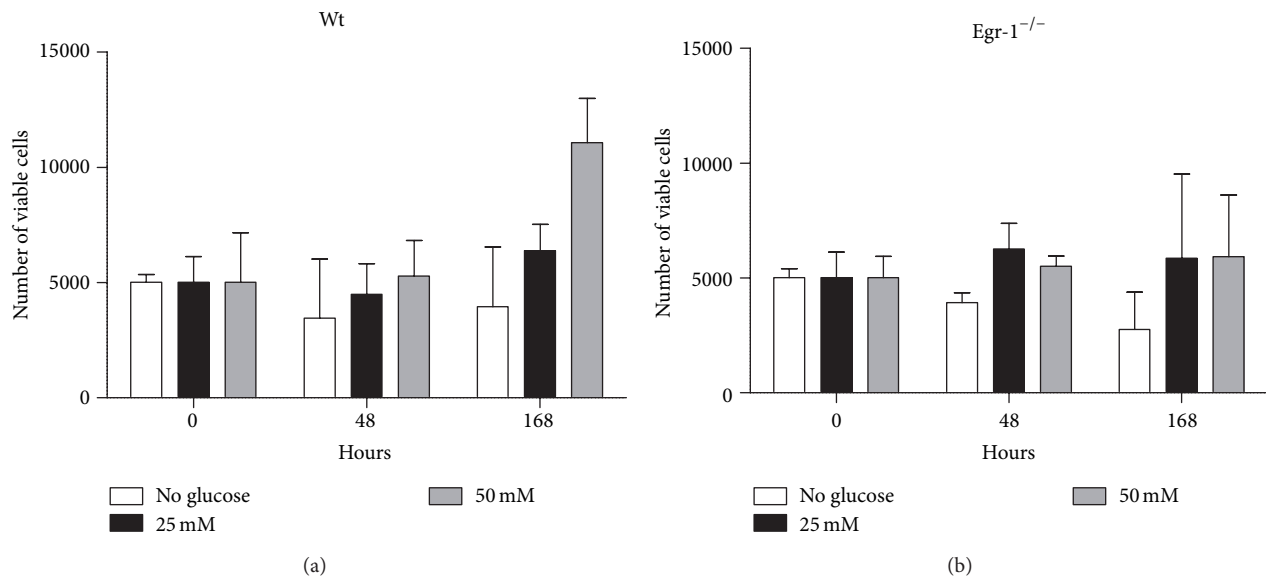 Wt
15000
10000
5000
0
Number of viable cells
0 48 168
Hours
No glucose
25 mM
50 mM
(a)
Egr-1⁻/⁻
15000
10000
5000
0
Number of viable cells
0 48 168
Hours
No glucose
25 mM
50 mM
(b)